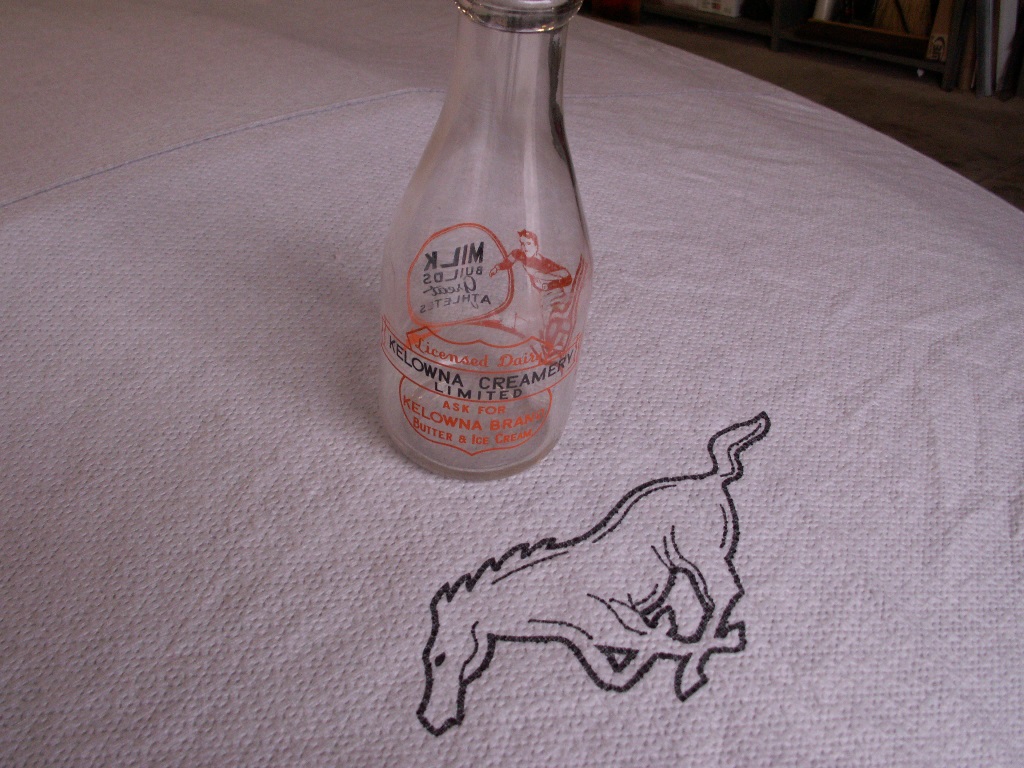 MILK
BUILDS
Great
ATHLETES
Licensed Dairy
KELOWNA CREAMERY
LIMITED
ASK FOR
KELOWNA BRAND
BUTTER & ICE CREAM